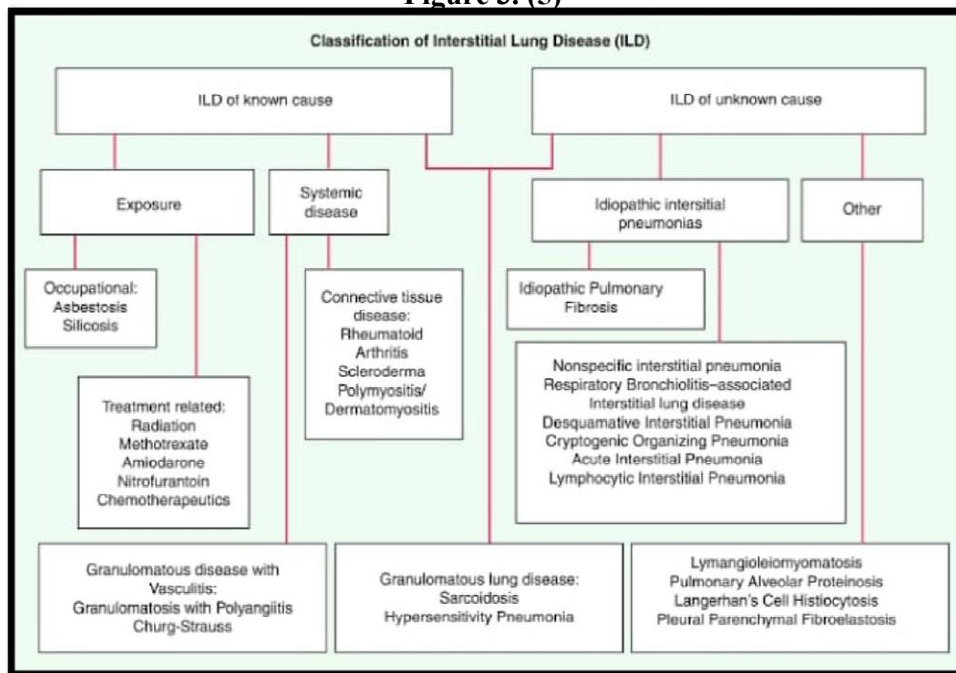 Figure 3: (3)
Classification of Interstitial Lung Disease (ILD)
ILD of known cause
ILD of unknown cause
Exposure
Systemic
disease
Idiopathic intersitial
pneumonias
Other
Occupational:
Asbestosis
Silicosis
Connective tissue
disease:
Rheumatoid
Arthritis
Scleroderma
Polymyositis/
Dermatomyositis
Idiopathic Pulmonary
Fibrosis
Treatment related:
Radiation
Methotrexate
Amiodarone
Nitrofurantoin
Chemotherapeutics
Nonspecific interstitial pneumonia
Respiratory Bronchiolitis–associated
Interstitial lung disease
Desquamative Interstitial Pneumonia
Cryptogenic Organizing Pneumonia
Acute Interstitial Pneumonia
Lymphocytic Interstitial Pneumonia
Granulomatous disease with
Vasculitis:
Granulomatosis with Polyangiitis
Churg-Strauss
Granulomatous lung disease:
Sarcoidosis
Hypersensitivity Pneumonia
Lymangioleiomyomatosis
Pulmonary Alveolar Proteinosis
Langerhan's Cell Histiocytosis
Pleural Parenchymal Fibroelastosis